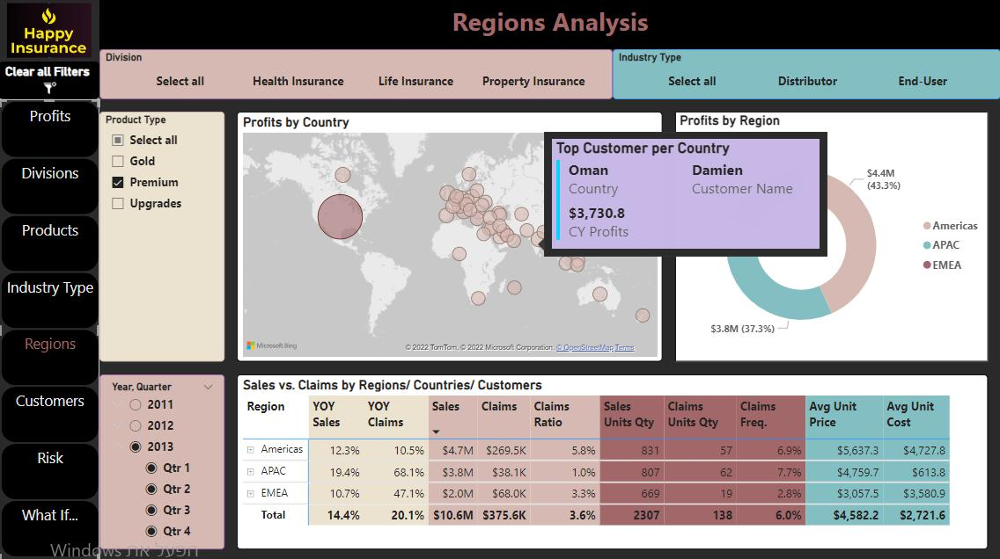 Happy
Insurance
Clear all Filters
Profits
Divisions
Products
Industry Type
Regions
Customers
Risk
What If...
Regions Analysis
Division
Select all
Health Insurance
Life Insurance
Property Insurance
Industry Type
Select all
Distributor
End-User
Product Type
Select all
Gold
Premium
Upgrades
Profits by Country
Microsoft Bing
© 2022 TomTom, © 2022 Microsoft Corporation, © OpenStreetMap Terms
Top Customer per Country
Oman
Country
Damien
Customer Name
$3,730.8
CY Profits
Profits by Region
$4.4M
(43.3%)
$3.8M (37.3%)
Americas
APAC
EMEA
Year, Quarter
2011
2012
2013
Qtr 1
Qtr 2
Qtr 3
Qtr 4
Sales vs. Claims by Regions/ Countries/ Customers
Region YOY Sales YOY Claims Sales Claims Claims Ratio Sales Units Qty Claims Units Qty Claims Freq. Avg Unit Price Avg Unit Cost
Americas 12.3% 10.5% $4.7M $269.5K 5.8% 831 57 6.9% $5,637.3 $4,727.8
APAC 19.4% 68.1% $3.8M $38.1K 1.0% 807 62 7.7% $4,759.7 $613.8
EMEA 10.7% 47.1% $2.0M $68.0K 3.3% 669 19 2.8% $3,057.5 $3,580.9
Total 14.4% 20.1% $10.6M $375.6K 3.6% 2307 138 6.0% $4,582.2 $2,721.6
הפעל את Windows